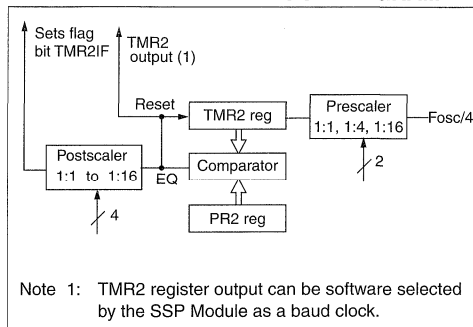 Sets flag
bit TMR2IF
TMR2
output (1)
Reset
TMR2 reg
Prescaler
1:1, 1:4, 1:16
Fosc/4
2
Postscaler
1:1 to 1:16
EQ
Comparator
4
PR2 reg
Note 1: TMR2 register output can be software selected
by the SSP Module as a baud clock.